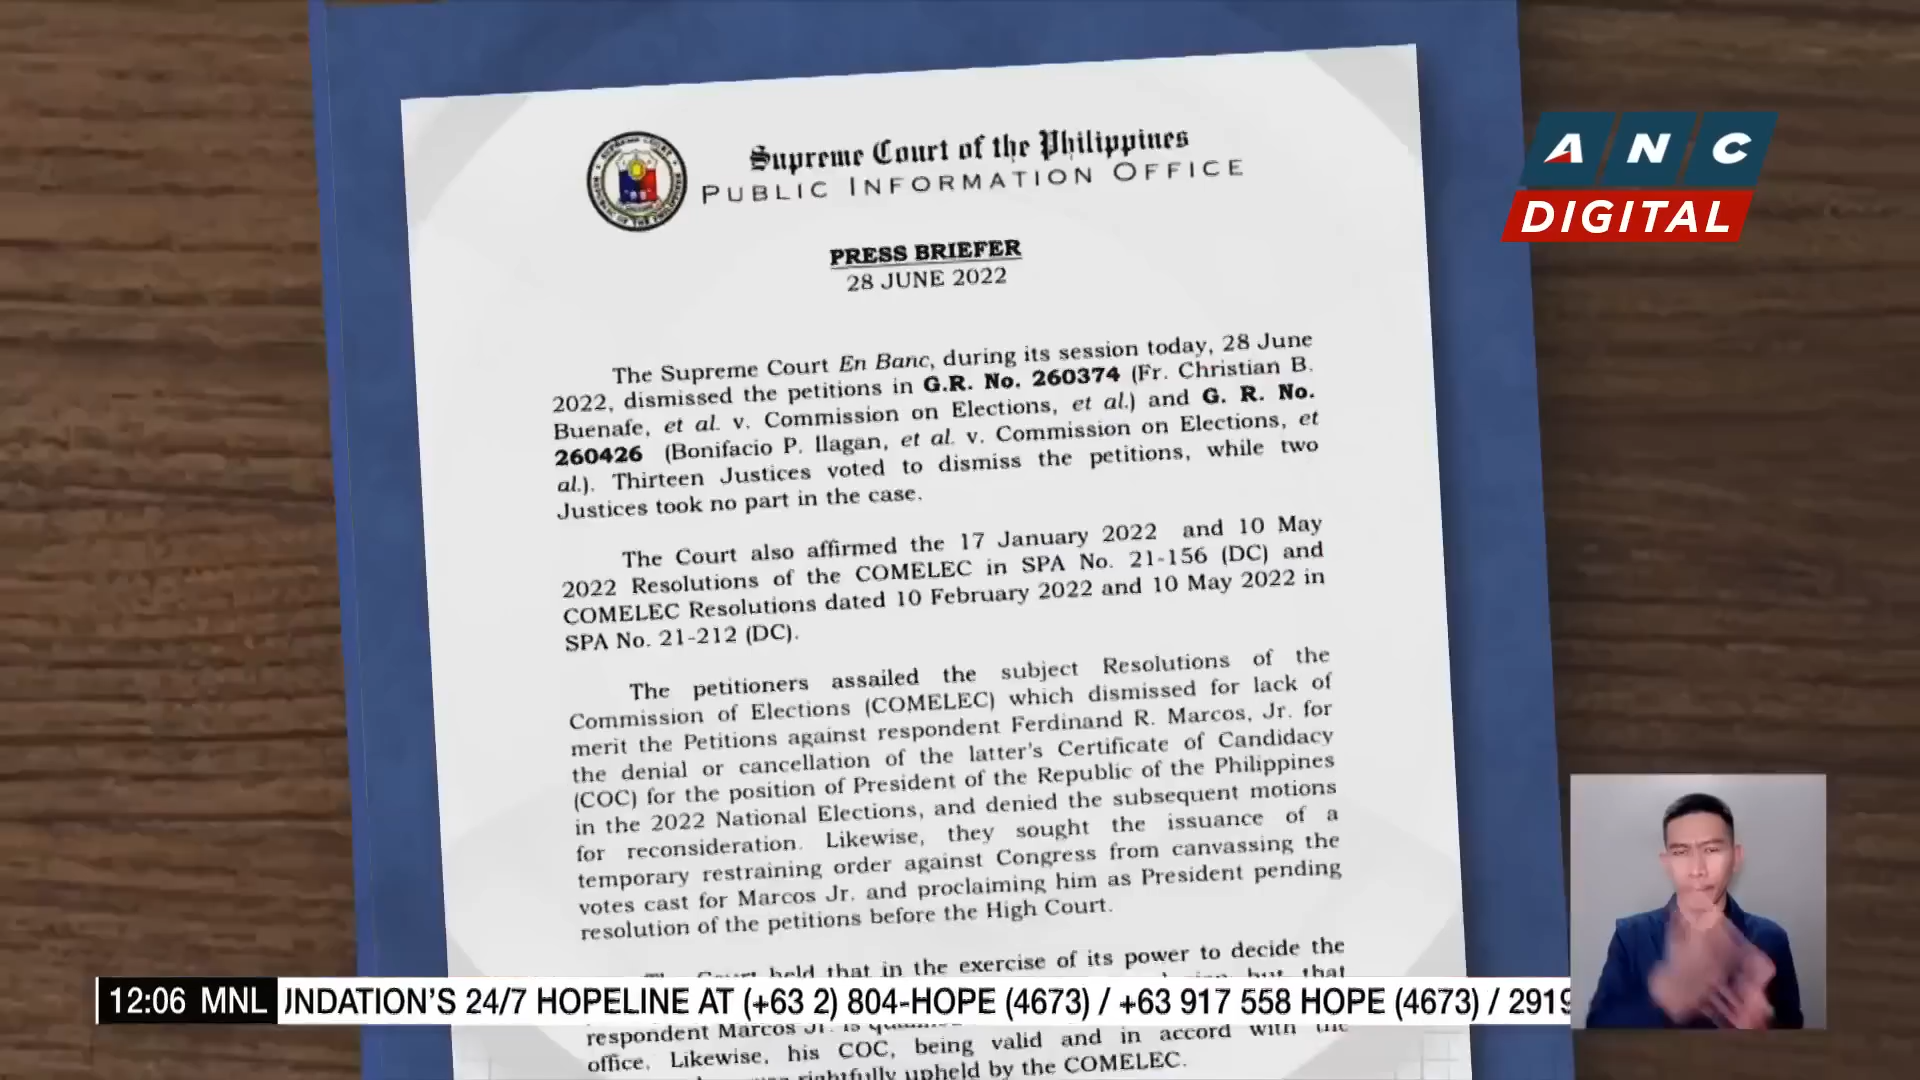 Supreme Court of the Philippines
PUBLIC INFORMATION OFFICE
PRESS BRIEFER
28 JUNE 2022
The Supreme Court En Banc, during its session today, 28 June
2022, dismissed the petitions in G.R. No. 260374 (Fr. Christian B.
Buenafe, et al. v. Commission on Elections, et al.) and G. R. No.
260426 (Bonifacio P. Ilagan, et al. v. Commission on Elections, et
al.). Thirteen Justices voted to dismiss the petitions, while two
Justices took no part in the case.
The Court also affirmed the 17 January 2022 and 10 May
2022 Resolutions of the COMELEC in SPA No. 21-156 (DC) and
COMELEC Resolutions dated 10 February 2022 and 10 May 2022 in
SPA No. 21-212 (DC).
The petitioners assailed the subject Resolutions of the
Commission of Elections (COMELEC) which dismissed for lack of
merit the Petitions against respondent Ferdinand R. Marcos, Jr. for
the denial or cancellation of the latter's Certificate of Candidacy
(COC) for the position of President of the Republic of the Philippines
in the 2022 National Elections, and denied the subsequent motions
for reconsideration. Likewise, they sought the issuance of a
temporary restraining order against Congress from canvassing the
votes cast for Marcos Jr. and proclaiming him as President pending
resolution of the petitions before the High Court.
Court held that in the exercise of its power to decide the
but that
respondent Marcos Jr. is
office. Likewise, his COC, being valid and in accord with the
rightfully upheld by the COMELEC.
ANC
DIGITAL
12:06 MNL
UNDATION'S 24/7 HOPELINE AT (+63 2) 804-HOPE (4673) / +63 917 558 HOPE (4673) / 2919